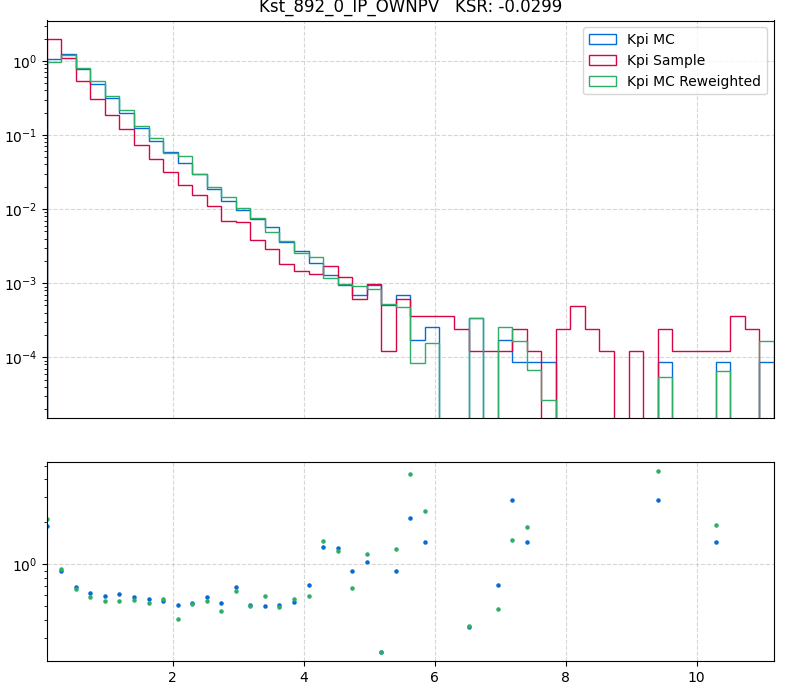 Kst_892_0_IP_OWNPV   KSR: -0.0299
Kpi MC
Kpi Sample
Kpi MC Reweighted
10⁰
10⁻¹
10⁻²
10⁻³
10⁻⁴
10⁰
2 4 6 8 10